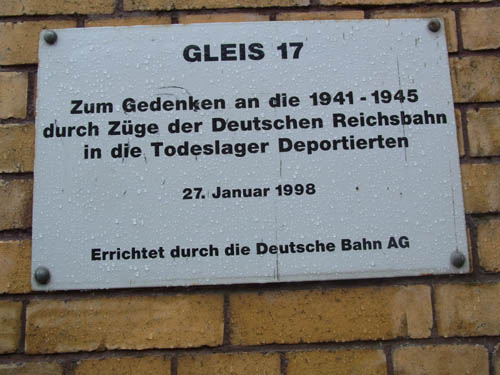 GLEIS 17
Zum Gedenken an die 1941 - 1945
durch Züge der Deutschen Reichsbahn
in die Todeslager Deportierten
27. Januar 1998
Errichtet durch die Deutsche Bahn AG